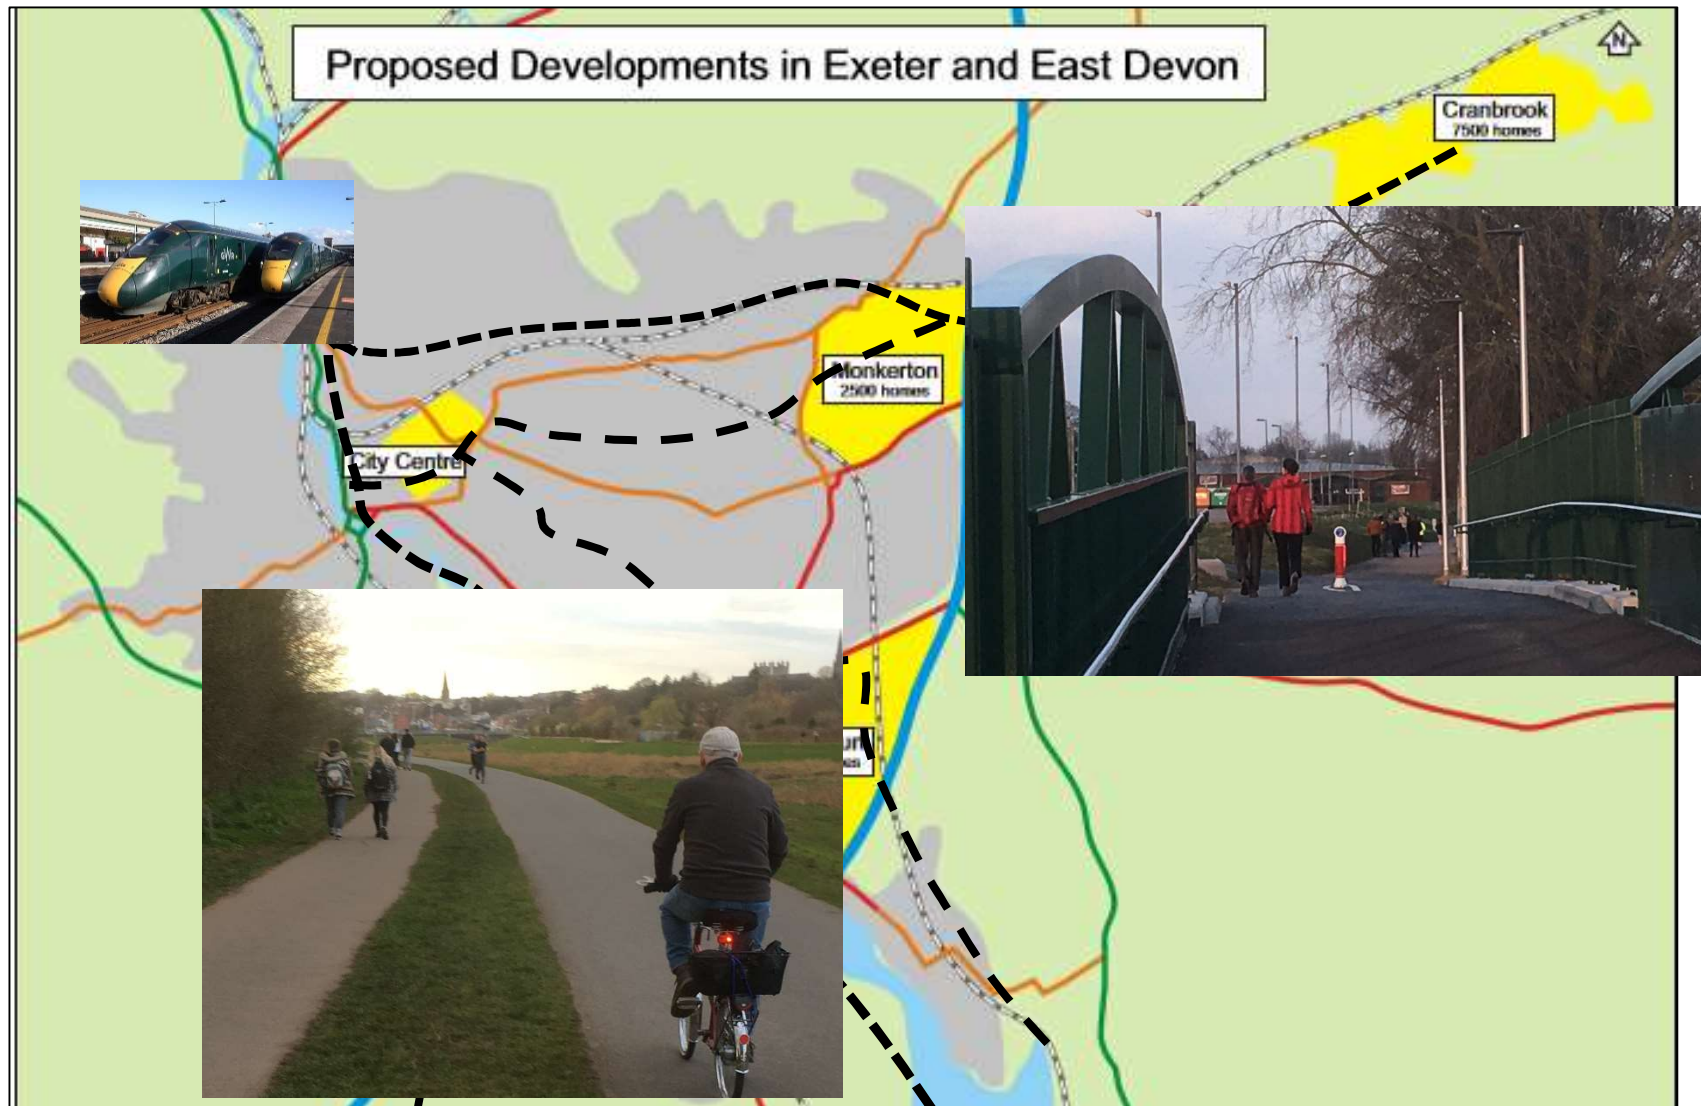 Proposed Developments in Exeter and East Devon
N
Cranbrook
7500 homes
Monkerton
2500 homes
City Centre